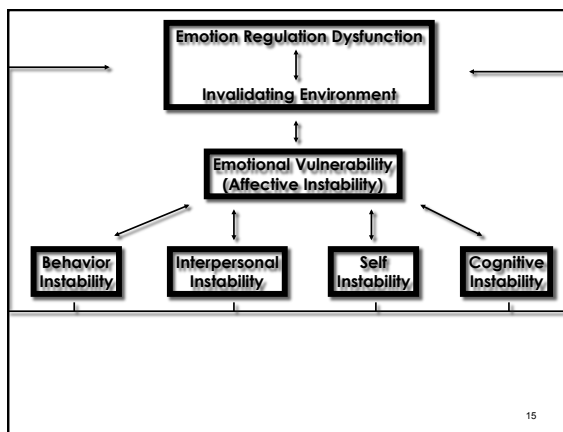 Emotion Regulation Dysfunction
Invalidating Environment
Emotional Vulnerability
(Affective Instability)
Behavior
Instability
Interpersonal
Instability
Self
Instability
Cognitive
Instability
15